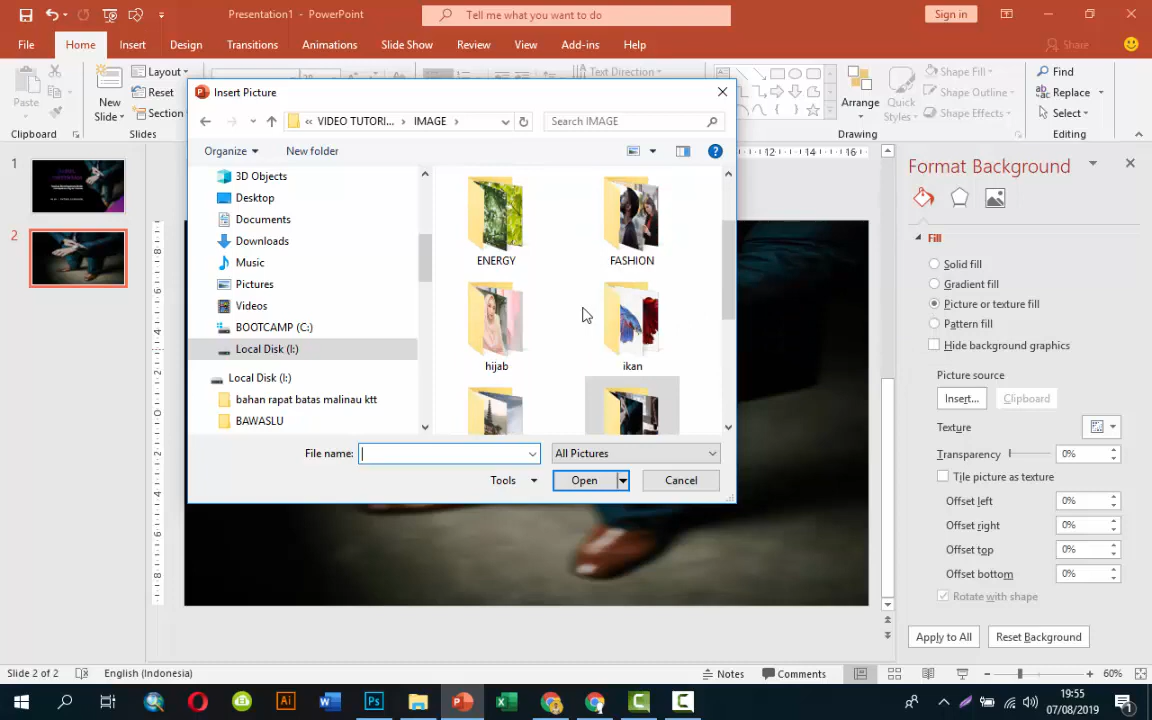 Presentation1 - PowerPoint
Tell me what you want to do
Sign in
File
Home
Insert
Design
Transitions
Animations
Slide Show
Review
View
Add-ins
Help
Share
Paste
New
Slide
Layout
Reset
Section
Text Direction
Arrange
Quick
Styles
Shape Fill
Shape Outline
Shape Effects
Find
Replace
Select
Clipboard
Slides
Drawing
Editing
Insert Picture
« VIDEO TUTORI... › IMAGE ›
Search IMAGE
Organize
New folder
3D Objects
Desktop
Documents
Downloads
Music
Pictures
Videos
BOOTCAMP (C:)
Local Disk (I:)
Local Disk (I:)
bahan rapat batas malinau ktt
BAWASLU
ENERGY
FASHION
hijab
ikan
File name:
All Pictures
Tools
Open
Cancel
1
2
12
14
16
Format Background
Fill
Solid fill
Gradient fill
Picture or texture fill
Pattern fill
Hide background graphics
Picture source
Insert...
Clipboard
Texture
Transparency
0%
Tile picture as texture
Offset left
0%
Offset right
0%
Offset top
0%
Offset bottom
0%
Rotate with shape
Apply to All
Reset Background
Slide 2 of 2
English (Indonesia)
Notes
Comments
60%
19:55
07/08/2019